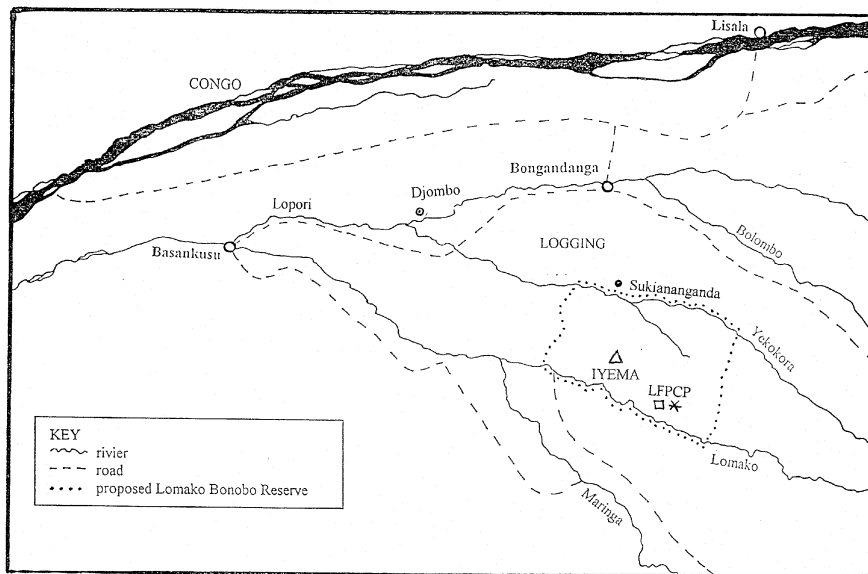 Lisala
CONGO
Bongandanga
Djombo
Lopori
Basankusu
LOGGING
Bolombo
Sukiananganda
Yekokora
IYEMA
LFPCP
Lomako
Maringa
KEY
rivier
road
proposed Lomako Bonobo Reserve